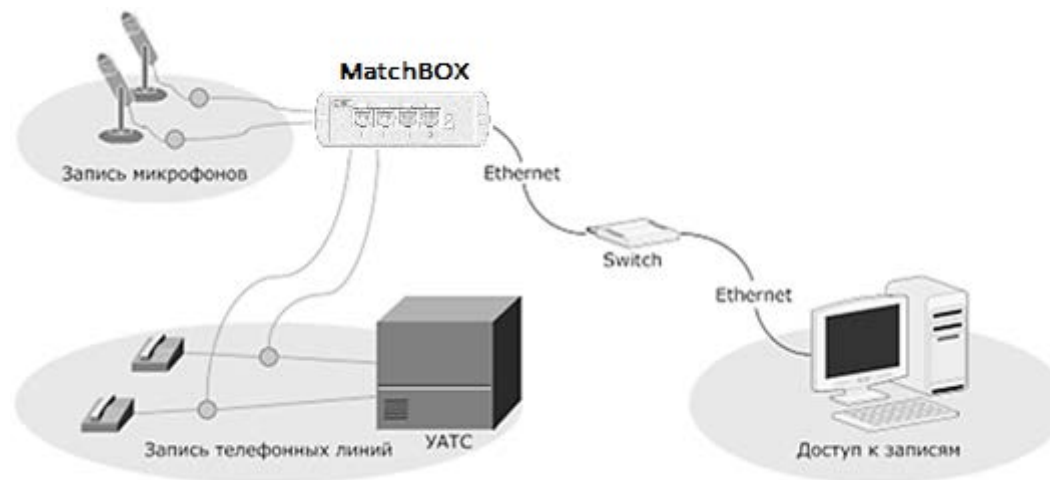 MatchBOX
Запись микрофонов
Ethernet
Switch
Ethernet
УАТС
Запись телефонных линий
Доступ к записям